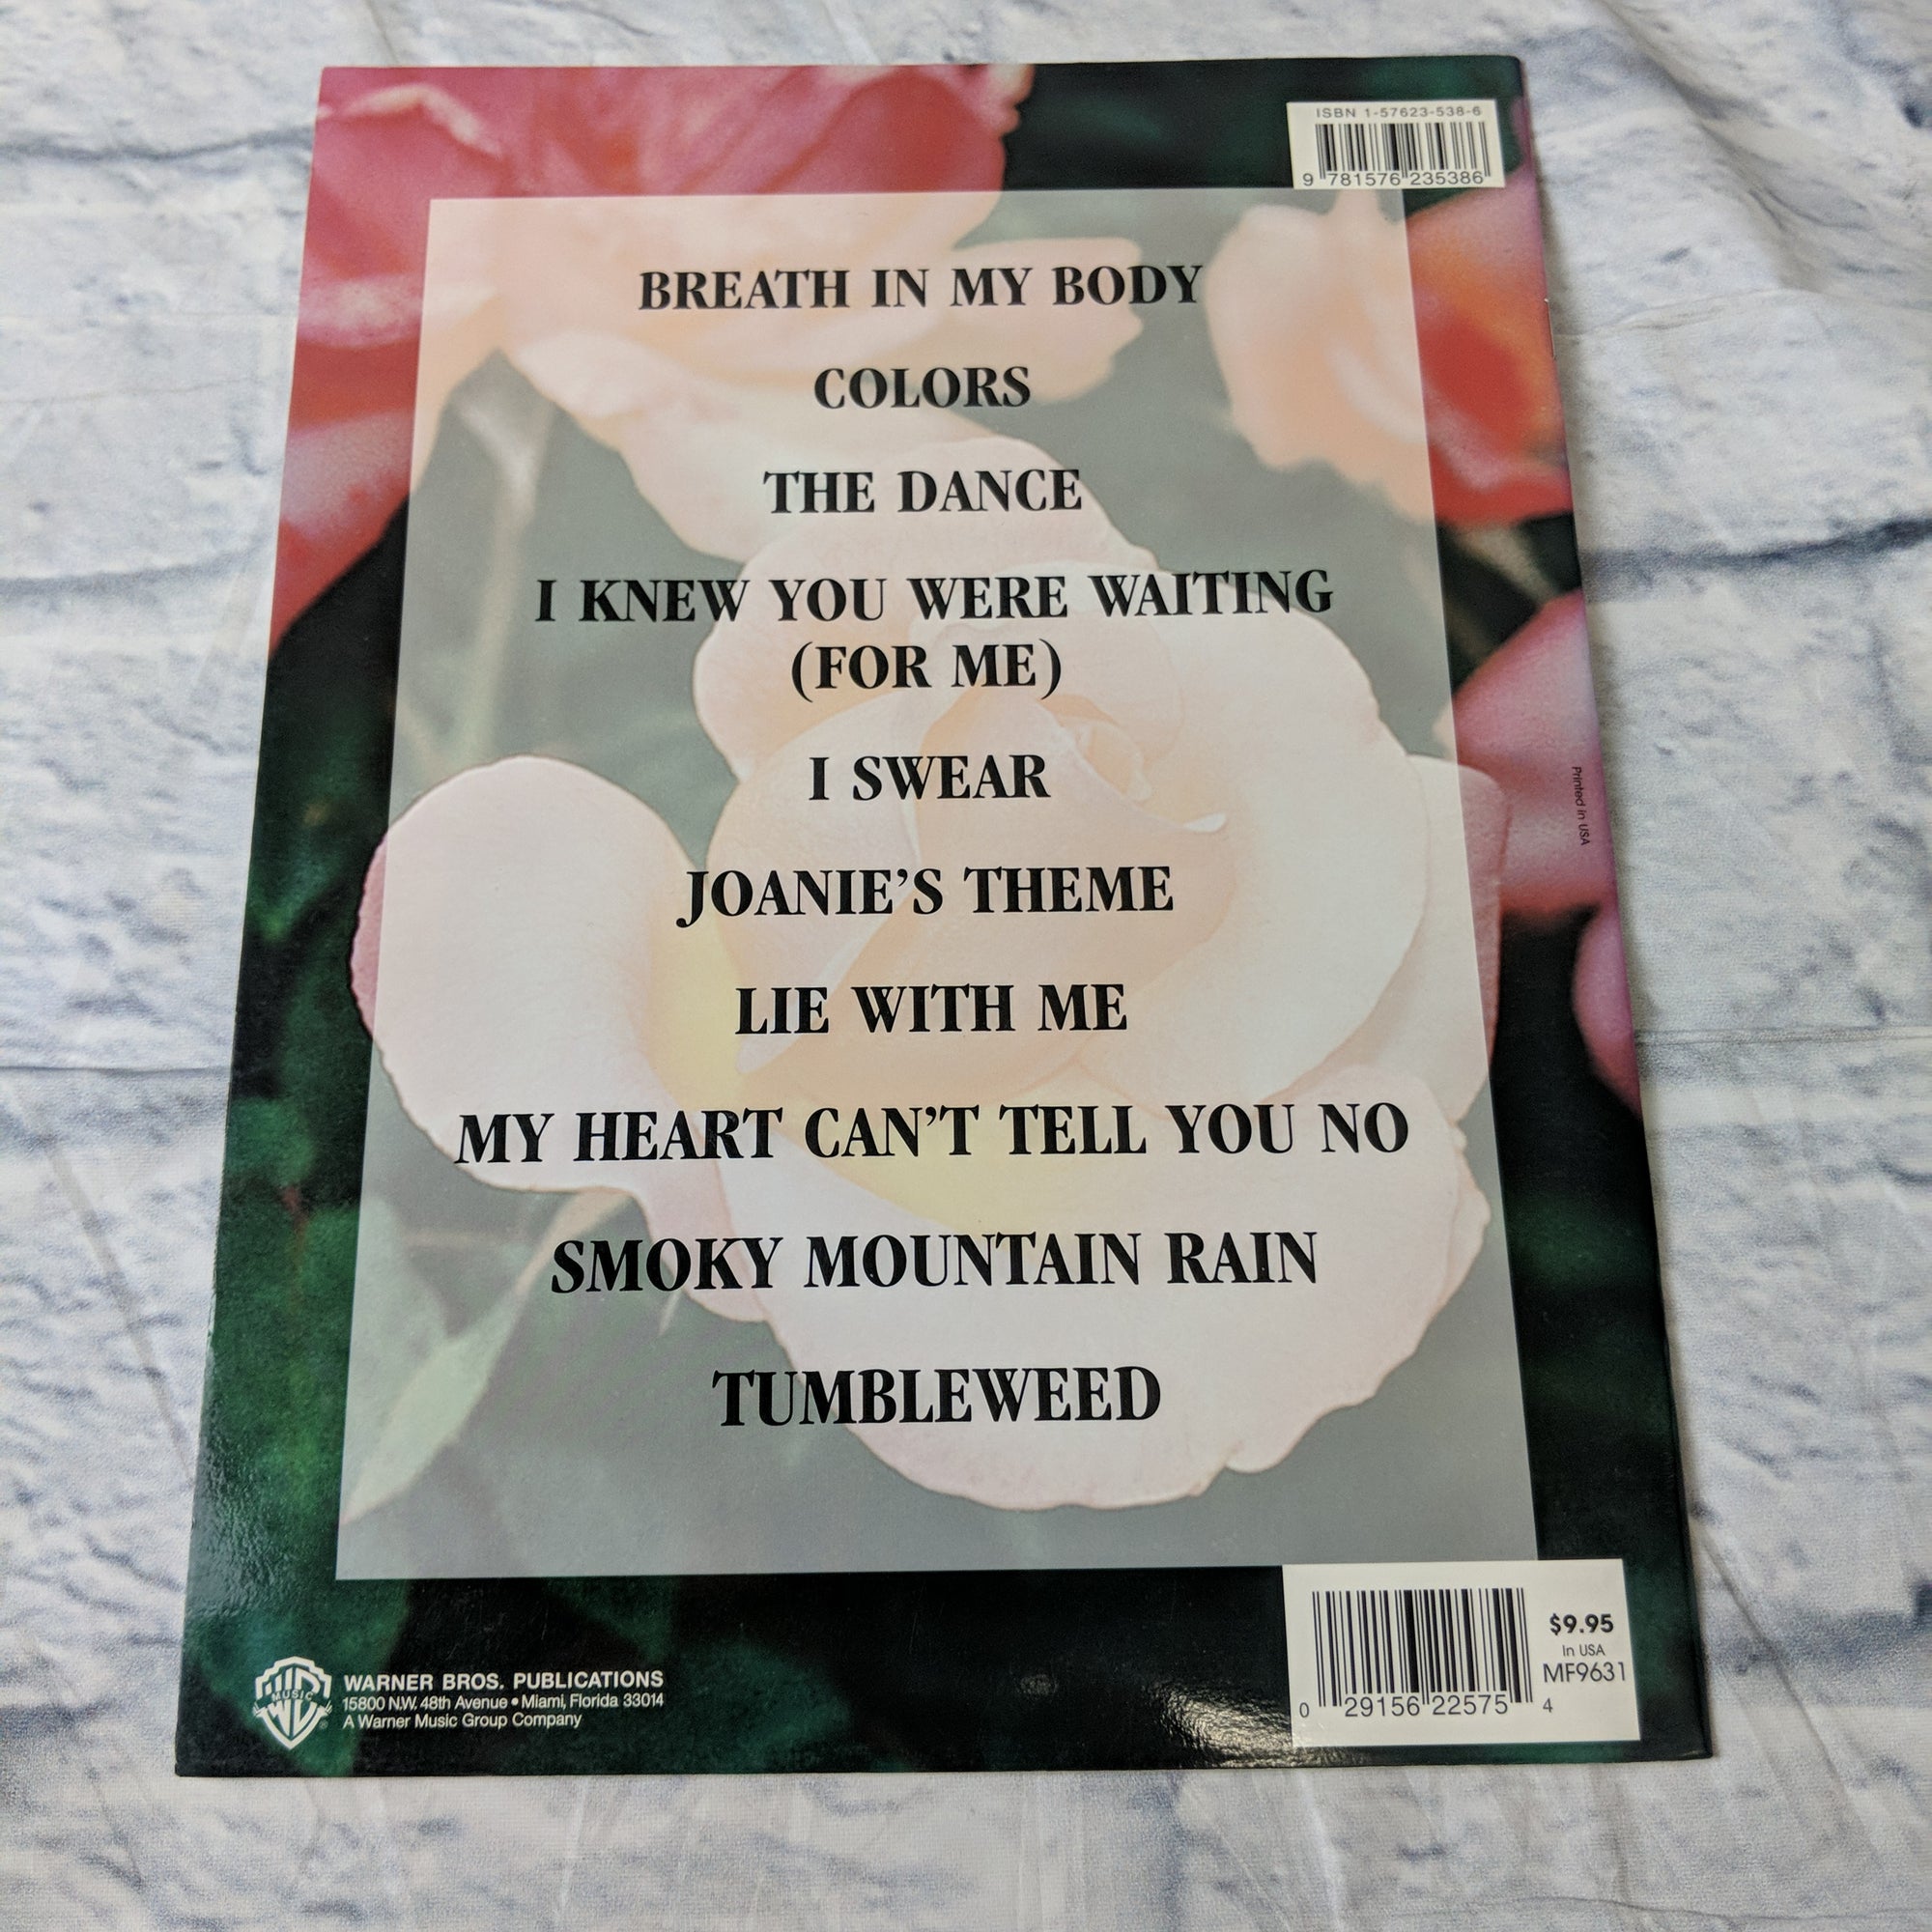 ISBN 1-57623-538-6
9 781576 235386
BREATH IN MY BODY
COLORS
THE DANCE
I KNEW YOU WERE WAITING
(FOR ME)
I SWEAR
JOANIE'S THEME
LIE WITH ME
MY HEART CAN'T TELL YOU NO
SMOKY MOUNTAIN RAIN
TUMBLEWEED
Printed in USA
WB MUSIC ®
WARNER BROS. PUBLICATIONS
15800 N.W. 48th Avenue • Miami, Florida 33014
A Warner Music Group Company
$9.95
In USA
MF9631
0 29156 22575 4